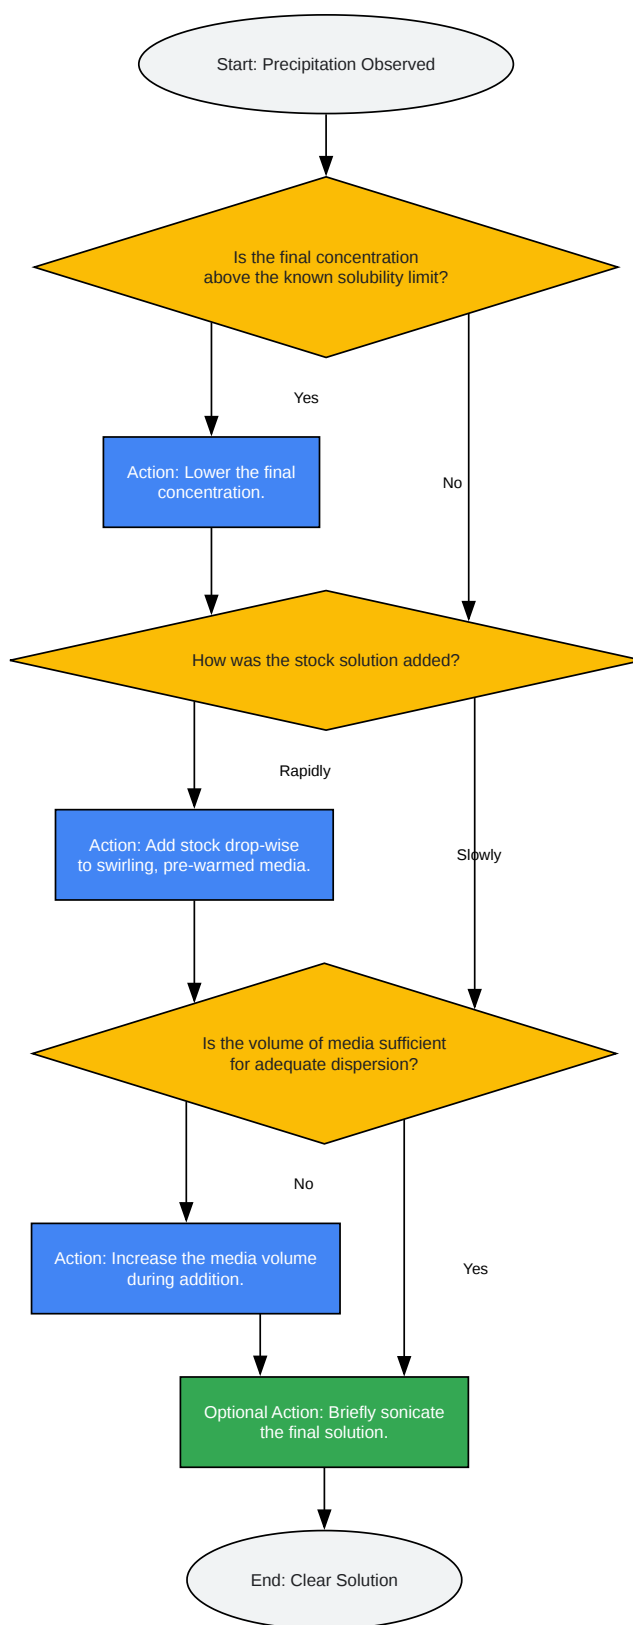 Start: Precipitation Observed
Is the final concentration
above the known solubility limit?
Yes
Action: Lower the final
concentration.
No
How was the stock solution added?
Rapidly
Action: Add stock drop-wise
to swirling, pre-warmed media.
Slowly
Is the volume of media sufficient
for adequate dispersion?
No
Action: Increase the media volume
during addition.
Yes
Optional Action: Briefly sonicate
the final solution.
End: Clear Solution